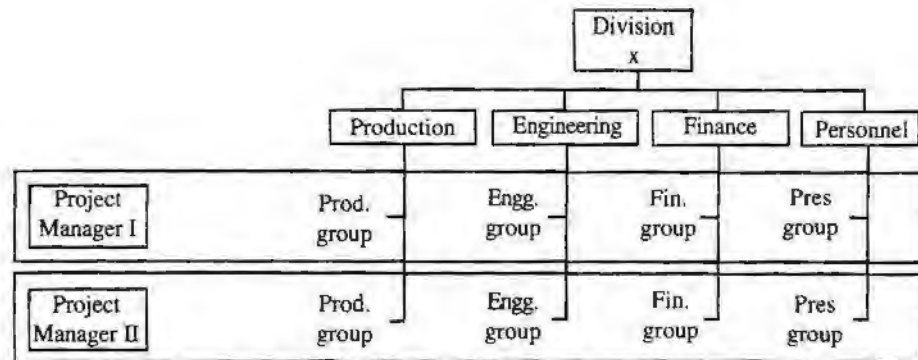 Division
x
Production
Engineering
Finance
Personnel
Project
Manager I
Prod.
group
Engg.
group
Fin.
group
Pres
group
Project
Manager II
Prod.
group
Engg.
group
Fin.
group
Pres
group